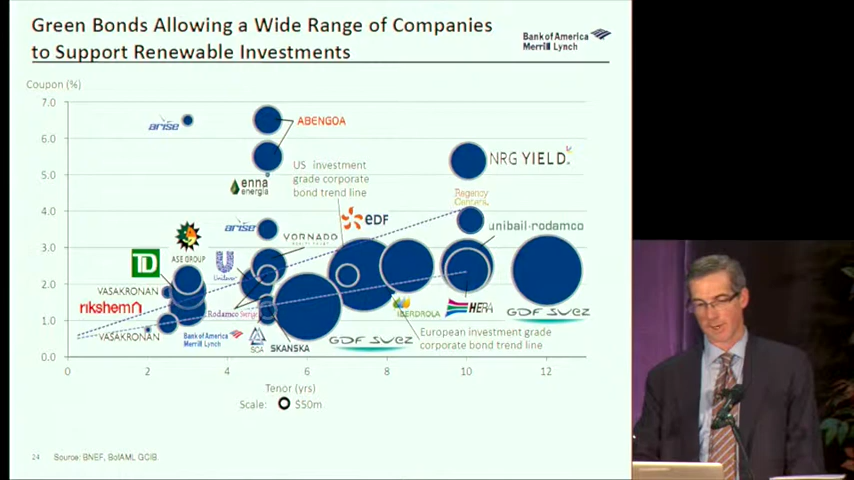 Green Bonds Allowing a Wide Range of Companies
to Support Renewable Investments
Bank of America
Merrill Lynch
Coupon (%)
7.0
6.0
5.0
4.0
3.0
2.0
1.0
0.0
arise
ABENGOA
US investment
grade corporate
bond trend line
NRG YIELD
enna
energia
Regency
Centers
arise
eDF
VORNADO
unibail-rodamco
ASE GROUP
TD
Unilever
VASAKRONAN
rikshem
Rodamco
IBERDROLA
HERA
GDF SUEZ
VASAKRONAN
Bank of America
Merrill Lynch
SCA
SKANSKA
GDF SUEZ
European investment grade
corporate bond trend line
0
2
4
6
8
10
12
Tenor (yrs)
Scale: $50m
24 Source: BNEF, BofAML GCIB.